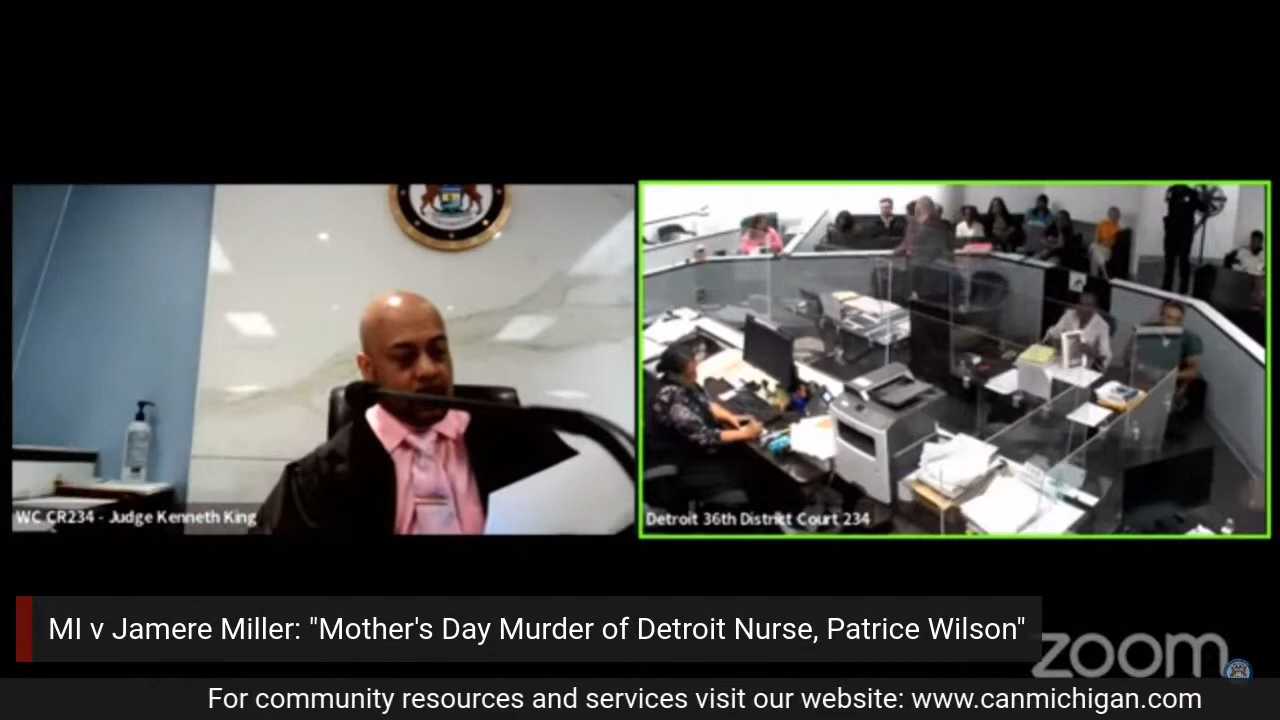 WC CR234 - Judge Kenneth King
Detroit 36th District Court 234
MI v Jamere Miller: "Mother's Day Murder of Detroit Nurse, Patrice Wilson"
zoom
For community resources and services visit our website: www.canmichigan.com